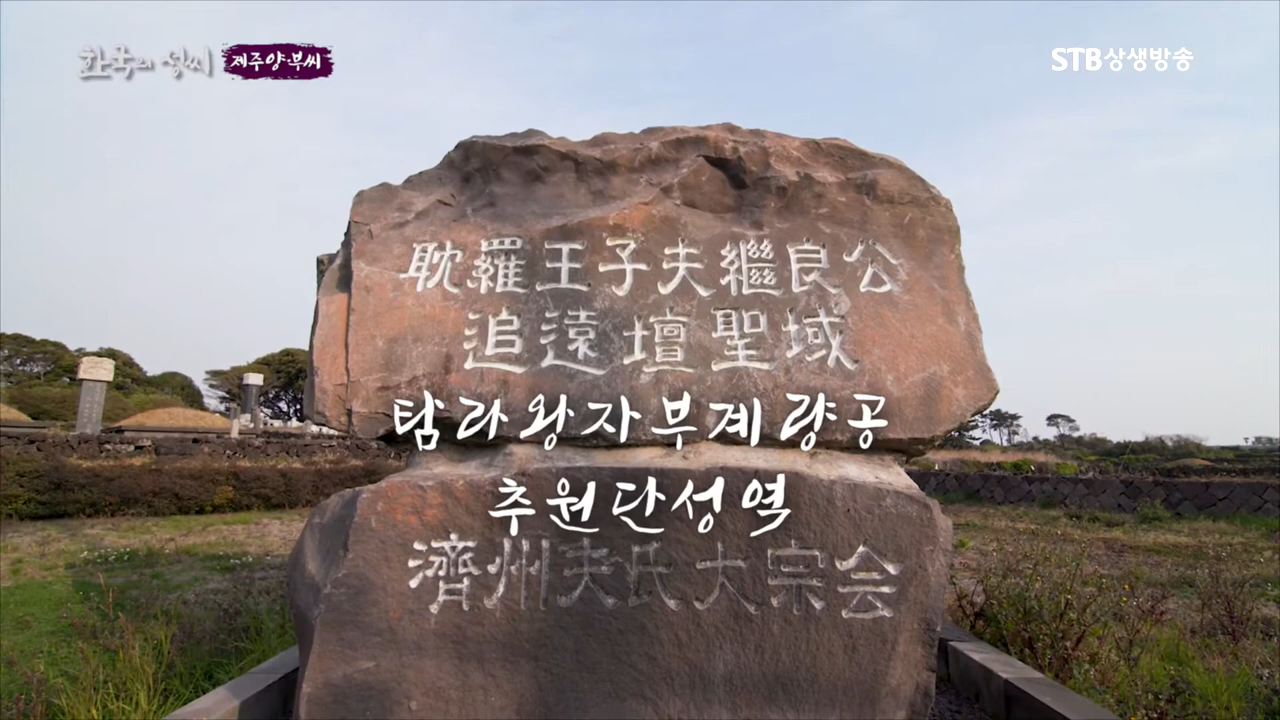 한국의 성씨 제주양·부씨
STB상생방송
耽羅王子夫繼良公
追遠壇聖域
탐라왕자부계량공
추원단성역
濟州夫氏大宗会